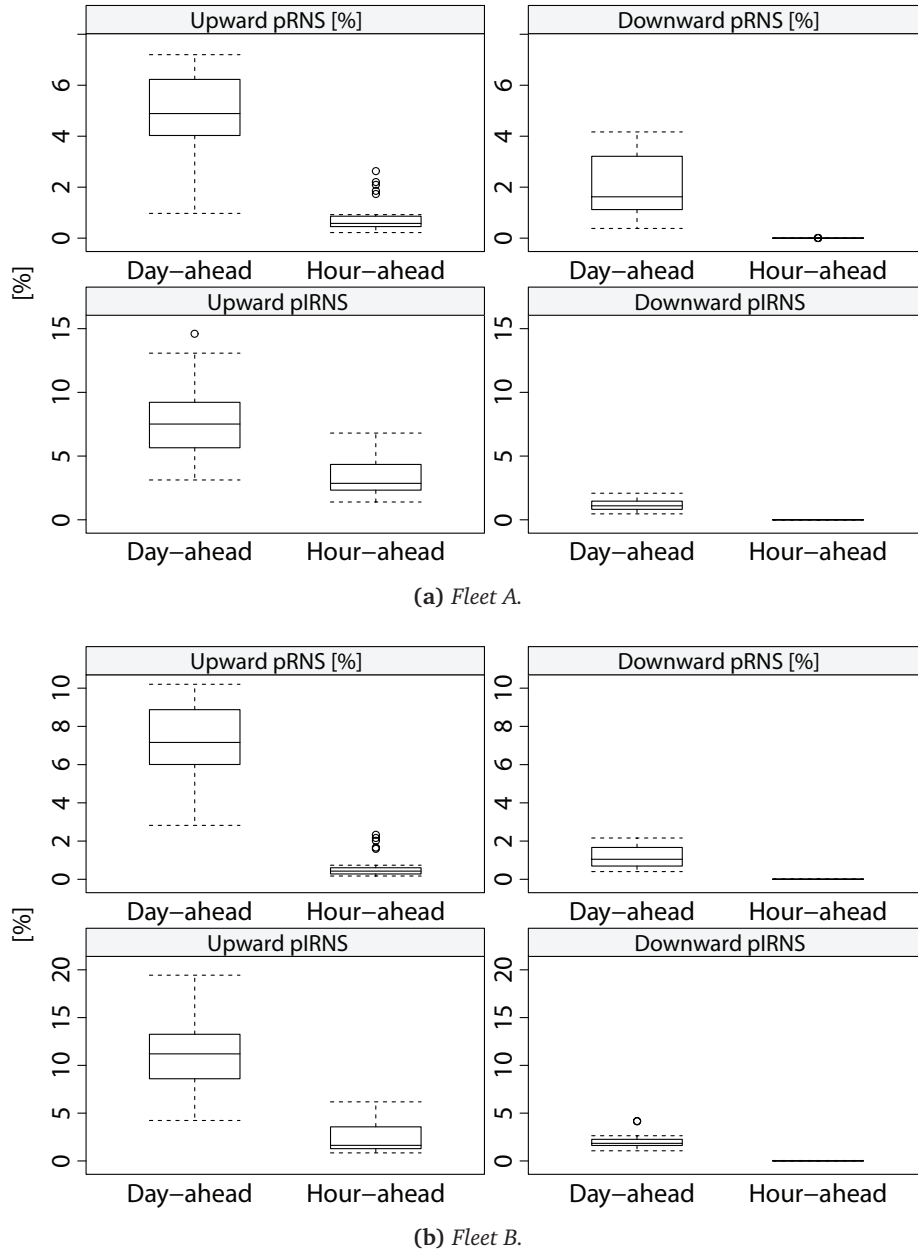 Upward pRNS [%]
Downward pRNS [%]
6
4
2
0
6
4
2
0
Day−ahead
Hour−ahead
Day−ahead
Hour−ahead
[%]
Upward pIRNS
Downward pIRNS
15
10
5
0
15
10
5
0
Day−ahead
Hour−ahead
Day−ahead
Hour−ahead
(a) Fleet A.
Upward pRNS [%]
Downward pRNS [%]
10
8
6
4
2
0
10
8
6
4
2
0
Day−ahead
Hour−ahead
Day−ahead
Hour−ahead
[%]
Upward pIRNS
Downward pIRNS
20
15
10
5
0
20
15
10
5
0
Day−ahead
Hour−ahead
Day−ahead
Hour−ahead
(b) Fleet B.